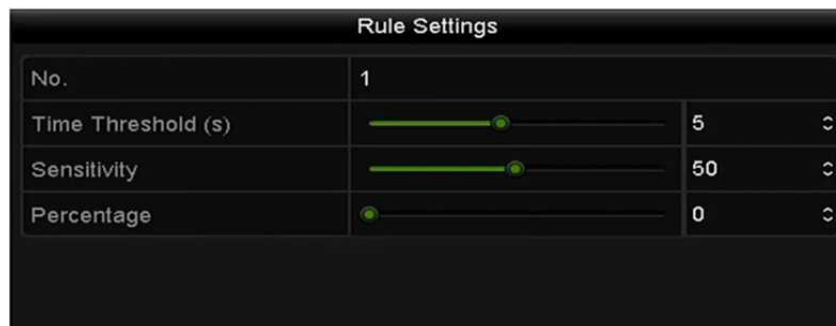 Rule Settings
No. 1
Time Threshold (s) 5
Sensitivity 50
Percentage 0